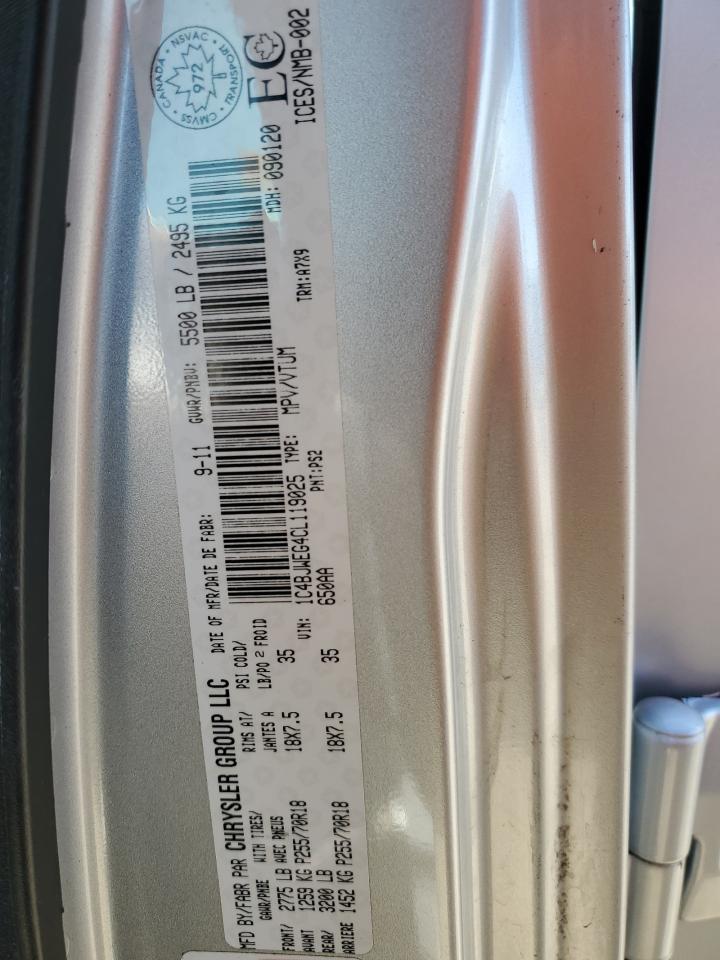 MFD BY/FABR PAR CHRYSLER GROUP LLC
DATE OF MFR/DATE DE FABR: 9-11 GVWR/PNBV: 5500 LB / 2495 KG
GAWR/PNBE WITH TIRES/ RIMS AT/ PSI COLD/
AVEC PNEUS JANTES A LB/PO 2 FROID
FRONT/ 2775 LB
AVANT 1259 KG P255/70R18 18X7.5 35
REAR/ 3200 LB
ARRIERE 1452 KG P255/70R18 18X7.5 35
VIN: 1C4BJWEG4CL119025 TYPE: MPV/VTUM
650AA PNT:PS2 TRM:A7X9
MDH: 090120
CANADA • NSVAC • TRANSPORT • CMVSS
972
EC
ICES/NMB-002